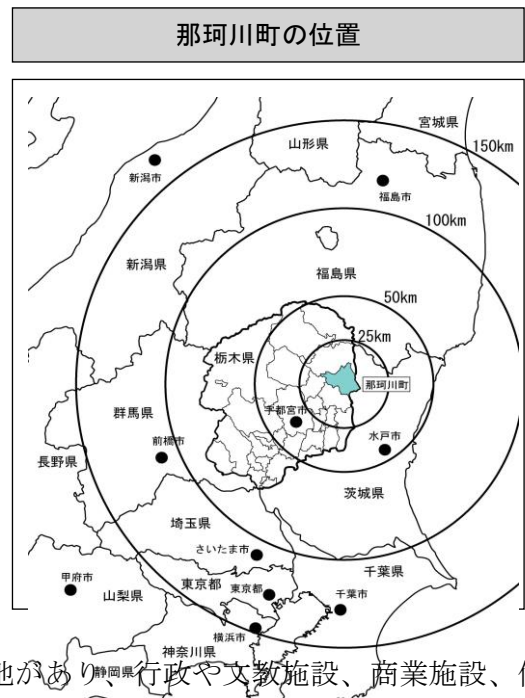 那珂川町の位置
宮城県
150km
山形県
新潟市
福島市
100km
新潟県
福島県
50km
25km
栃木県
那珂川町
群馬県
宇都宮市
水戸市
前橋市
長野県
茨城県
埼玉県
さいたま市
千葉県
甲府市
東京都
東京都
山梨県
千葉市
横浜市
神奈川県
静岡県
があり、行政や文教施設、商業施設、